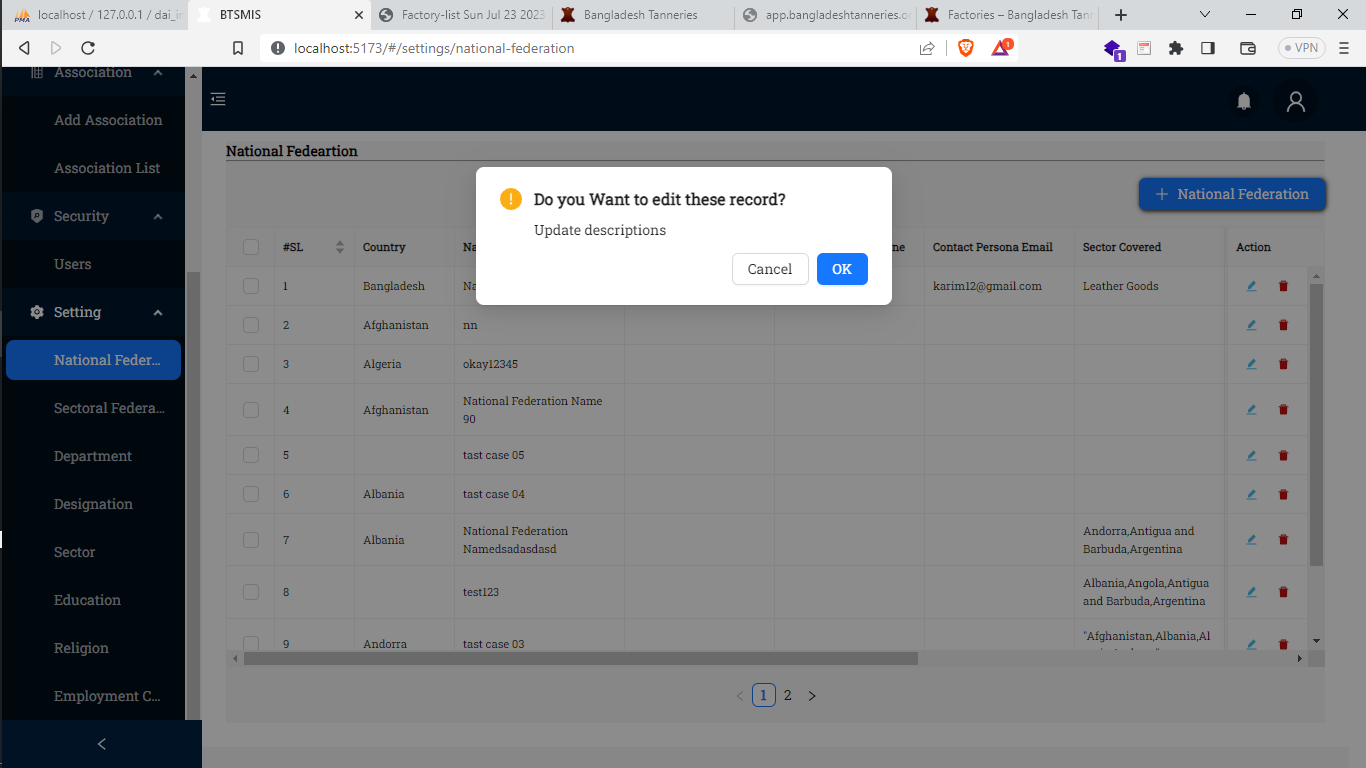 localhost / 127.0.0.1 / dai_in
BTSMIS
Factory-list Sun Jul 23 2023
Bangladesh Tanneries
app.bangladeshtanneries.o
Factories – Bangladesh Tan
localhost:5173/#/settings/national-federation
1
1
VPN
Association
Add Association
Association List
Security
Users
Setting
National Feder...
Sectoral Federa...
Department
Designation
Sector
Education
Religion
Employment C...
National Fedeartion
Do you Want to edit these record?
Update descriptions
Cancel
OK
+ National Federation
#SL Country Na ne Contact Persona Email Sector Covered Action
1 Bangladesh Na karim12@gmail.com Leather Goods
2 Afghanistan nn
3 Algeria okay12345
4 Afghanistan National Federation Name
90
5 tast case 05
6 Albania tast case 04
7 Albania National Federation
Namedsadasdasd
Andorra,Antigua and
Barbuda,Argentina
8 test123
Albania,Angola,Antigua
and Barbuda,Argentina
9 Andorra tast case 03
"Afghanistan,Albania,Al
< 1 2 >